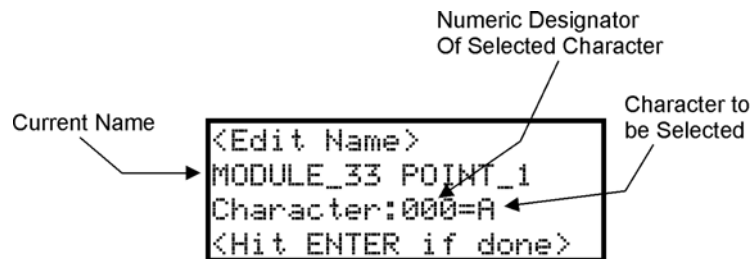 Numeric Designator
Of Selected Character
Character to
be Selected
Current Name
<Edit Name>
MODULE_33 POINT_1
Character:000=A
<Hit ENTER if done>